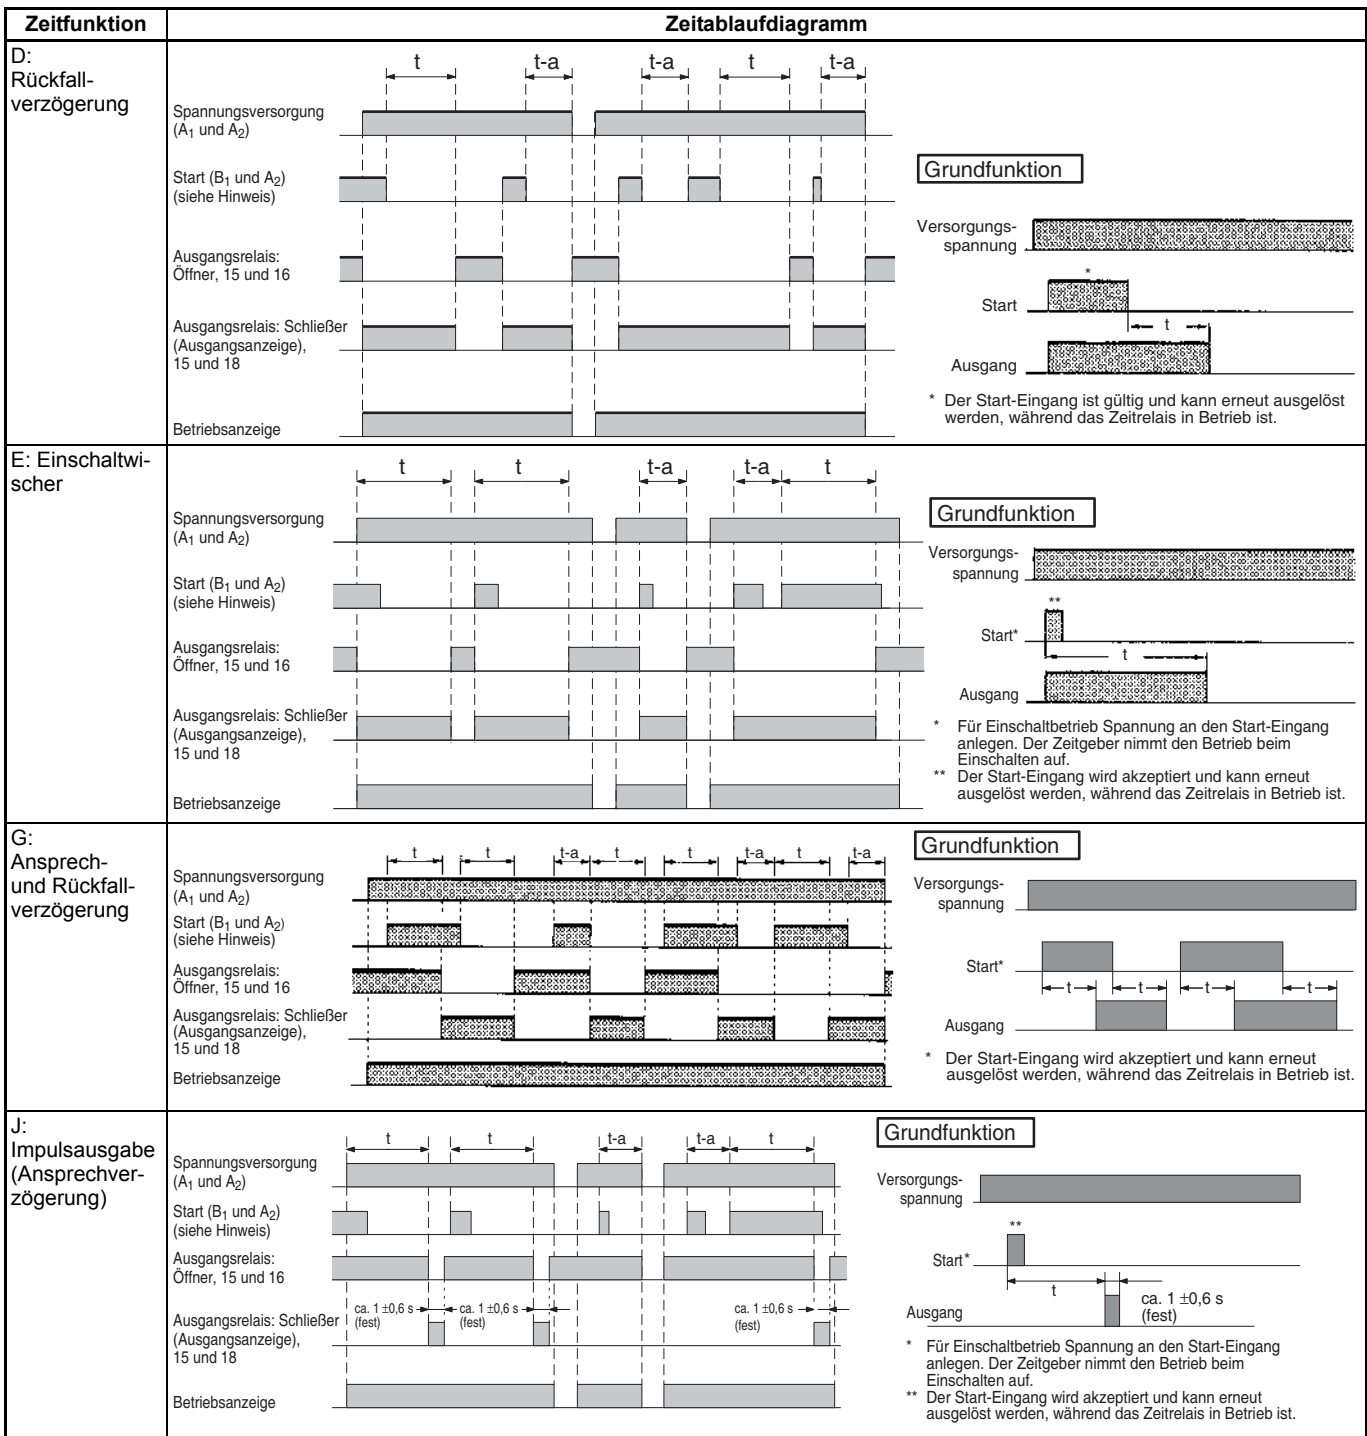 Zeitfunktion
Zeitablaufdiagramm
D:
Rückfall-
verzögerung
t
t-a
t-a
t
t-a
Spannungsversorgung
(A1 und A2)
Start (B1 und A2)
(siehe Hinweis)
Ausgangsrelais:
Öffner, 15 und 16
Ausgangsrelais: Schließer
(Ausgangsanzeige),
15 und 18
Betriebsanzeige
Grundfunktion
Versorgungs-
spannung
*
Start
t
Ausgang
* Der Start-Eingang ist gültig und kann erneut ausgelöst
werden, während das Zeitrelais in Betrieb ist.
E: Einschaltwi-
scher
t
t
t-a
t-a
t
Spannungsversorgung
(A1 und A2)
Start (B1 und A2)
(siehe Hinweis)
Ausgangsrelais:
Öffner, 15 und 16
Ausgangsrelais: Schließer
(Ausgangsanzeige),
15 und 18
Betriebsanzeige
Grundfunktion
Versorgungs-
spannung
**
Start*
t
Ausgang
* Für Einschaltbetrieb Spannung an den Start-Eingang
anlegen. Der Zeitgeber nimmt den Betrieb beim
Einschalten auf.
** Der Start-Eingang wird akzeptiert und kann erneut
ausgelöst werden, während das Zeitrelais in Betrieb ist.
G:
Ansprech-
und Rückfall-
verzögerung
t
t
t-a
t
t
t-a
t
t-a
Spannungsversorgung
(A1 und A2)
Start (B1 und A2)
(siehe Hinweis)
Ausgangsrelais:
Öffner, 15 und 16
Ausgangsrelais: Schließer
(Ausgangsanzeige),
15 und 18
Betriebsanzeige
Grundfunktion
Versorgungs-
spannung
Start*
t
t
t
t
Ausgang
* Der Start-Eingang wird akzeptiert und kann erneut
ausgelöst werden, während das Zeitrelais in Betrieb ist.
J:
Impulsausgabe
(Ansprechver-
zögerung)
t
t
t-a
t-a
t
Spannungsversorgung
(A1 und A2)
Start (B1 und A2)
(siehe Hinweis)
Ausgangsrelais:
Öffner, 15 und 16
ca. 1 ±0,6 s
(fest)
ca. 1 ±0,6 s
(fest)
ca. 1 ±0,6 s
(fest)
Ausgangsrelais: Schließer
(Ausgangsanzeige),
15 und 18
Betriebsanzeige
Grundfunktion
Versorgungs-
spannung
**
Start*
t
ca. 1 ±0,6 s
(fest)
Ausgang
* Für Einschaltbetrieb Spannung an den Start-Eingang
anlegen. Der Zeitgeber nimmt den Betrieb beim
Einschalten auf.
** Der Start-Eingang wird akzeptiert und kann erneut
ausgelöst werden, während das Zeitrelais in Betrieb ist.